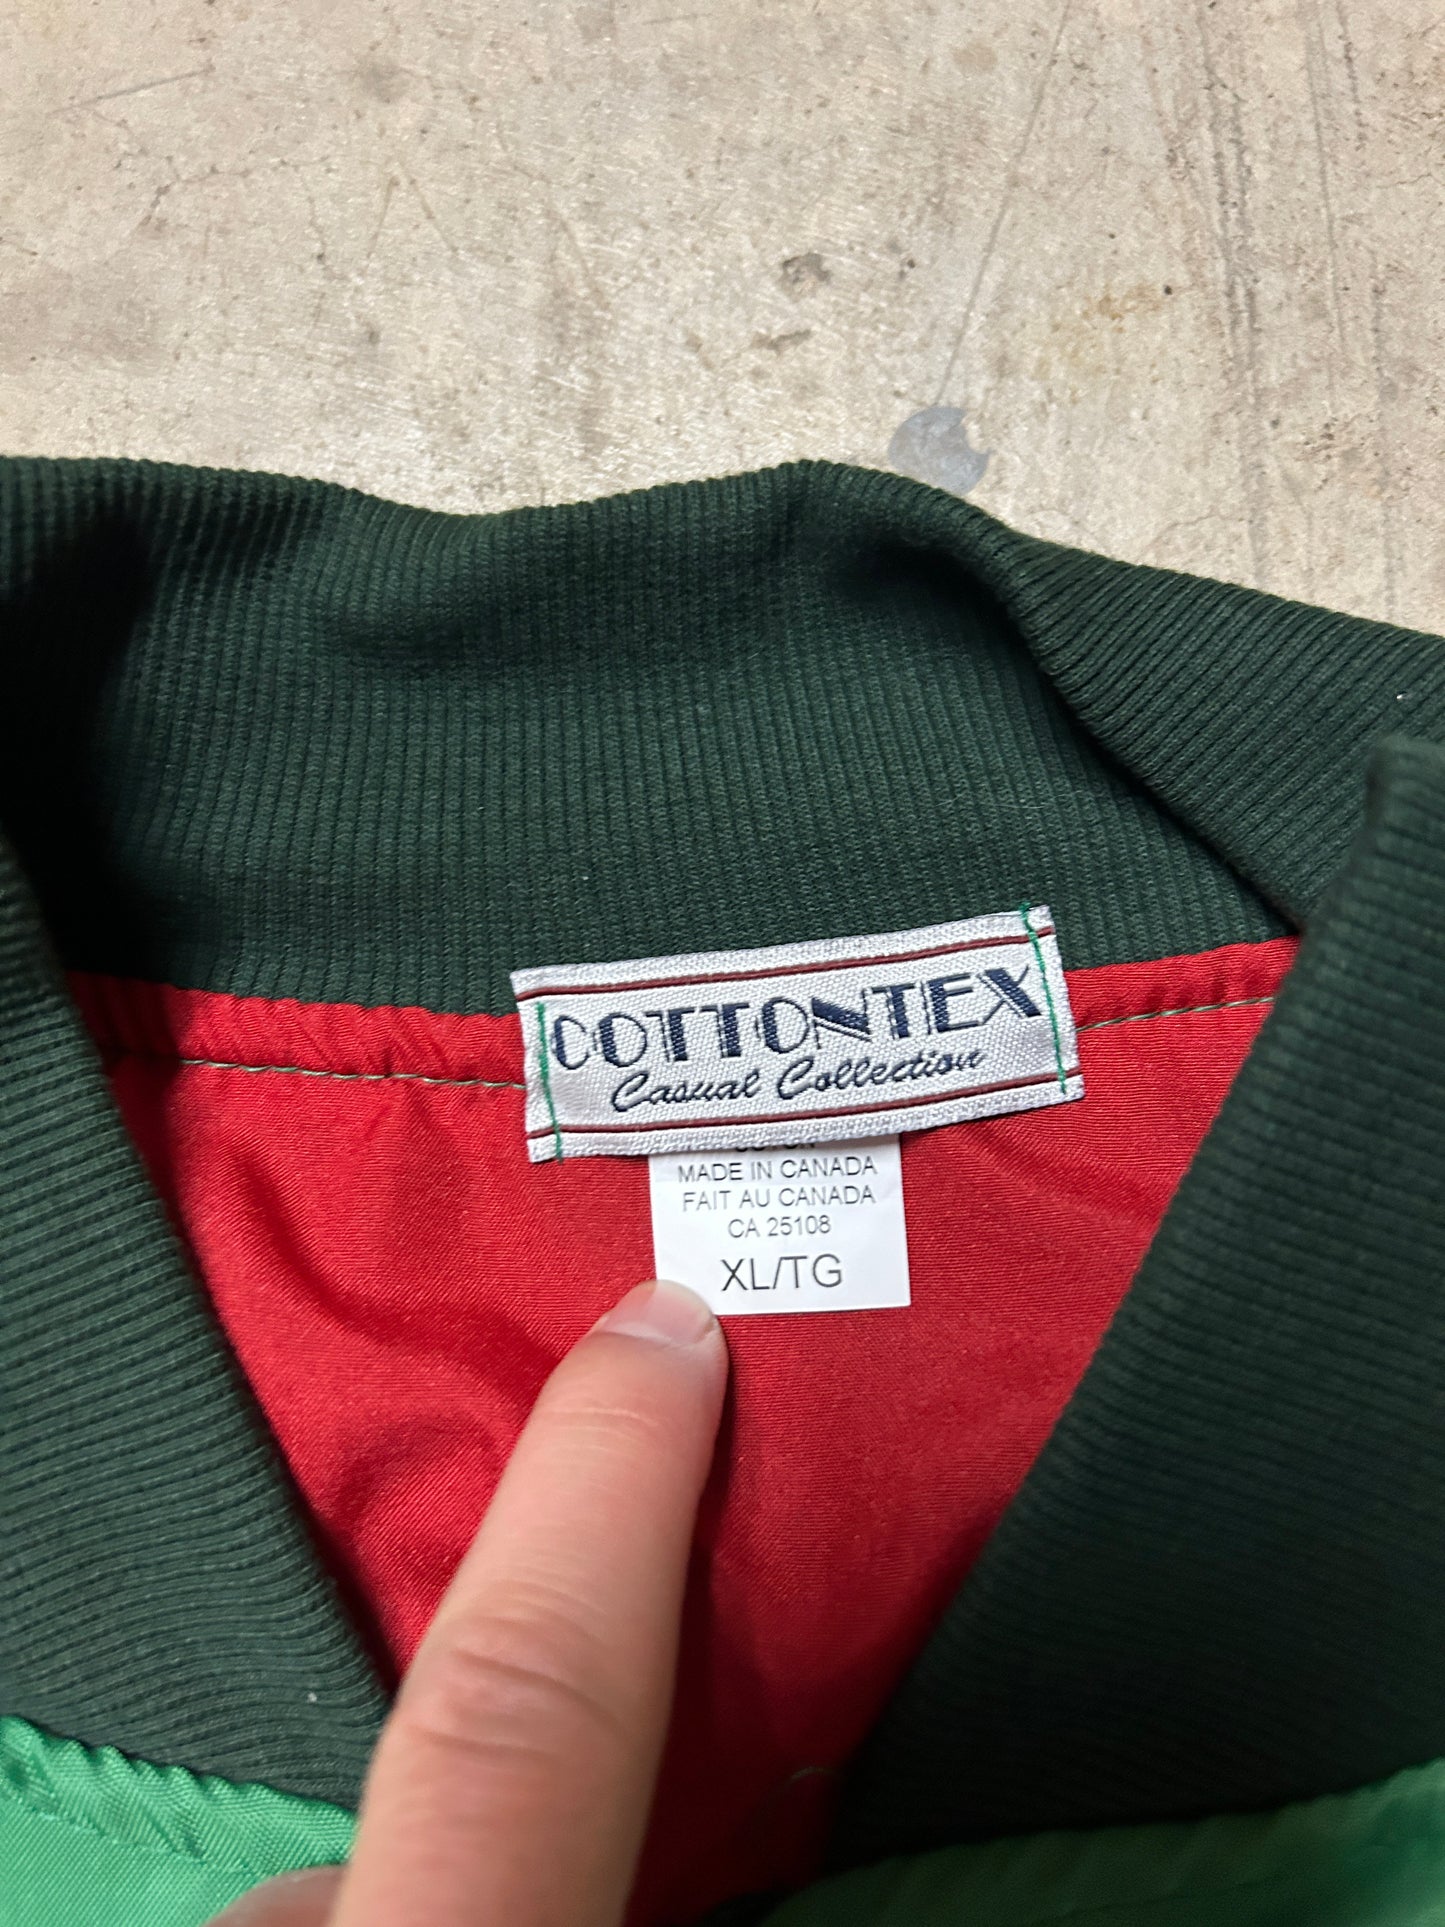 COTTONTEX
Casual Collection
MADE IN CANADA
FAIT AU CANADA
CA 25108
XL/TG